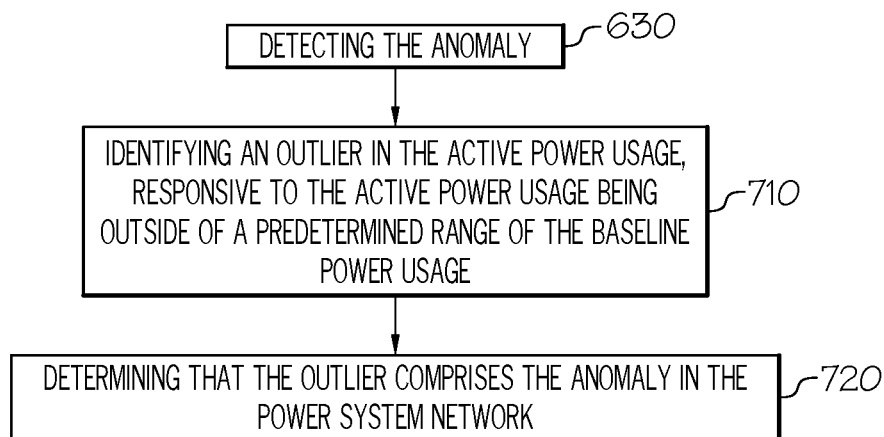 DETECTING THE ANOMALY
630
IDENTIFYING AN OUTLIER IN THE ACTIVE POWER USAGE,
RESPONSIVE TO THE ACTIVE POWER USAGE BEING
OUTSIDE OF A PREDETERMINED RANGE OF THE BASELINE
POWER USAGE
710
DETERMINING THAT THE OUTLIER COMPRISES THE ANOMALY IN THE
POWER SYSTEM NETWORK
720